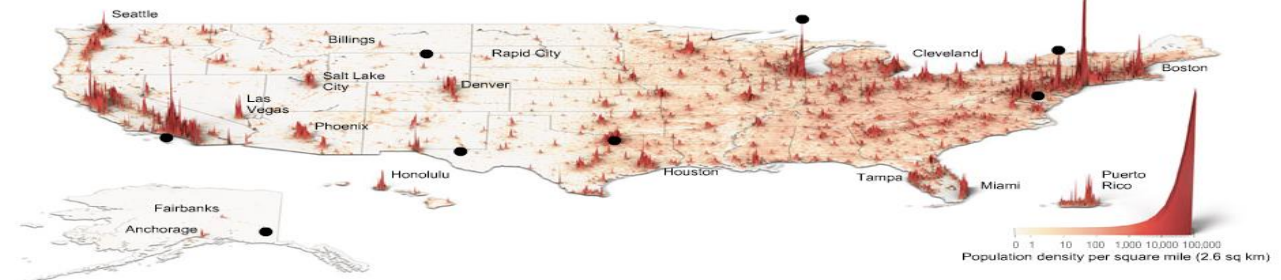 Seattle
Billings
Rapid City
Cleveland
Boston
Salt Lake
City
Denver
Las
Vegas
Phoenix
Honolulu
Houston
Tampa
Miami
Puerto
Rico
Fairbanks
Anchorage
0 1 10 100 1,000 10,000 100,000
Population density per square mile (2.6 sq km)